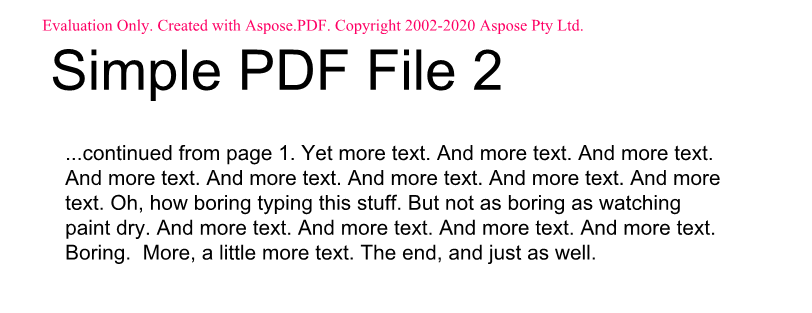 Evaluation Only. Created with Aspose.PDF. Copyright 2002-2020 Aspose Pty Ltd.
Simple PDF File 2
...continued from page 1. Yet more text. And more text. And more text.
And more text. And more text. And more text. And more text. And more
text. Oh, how boring typing this stuff. But not as boring as watching
paint dry. And more text. And more text. And more text. And more text.
Boring.  More, a little more text. The end, and just as well.